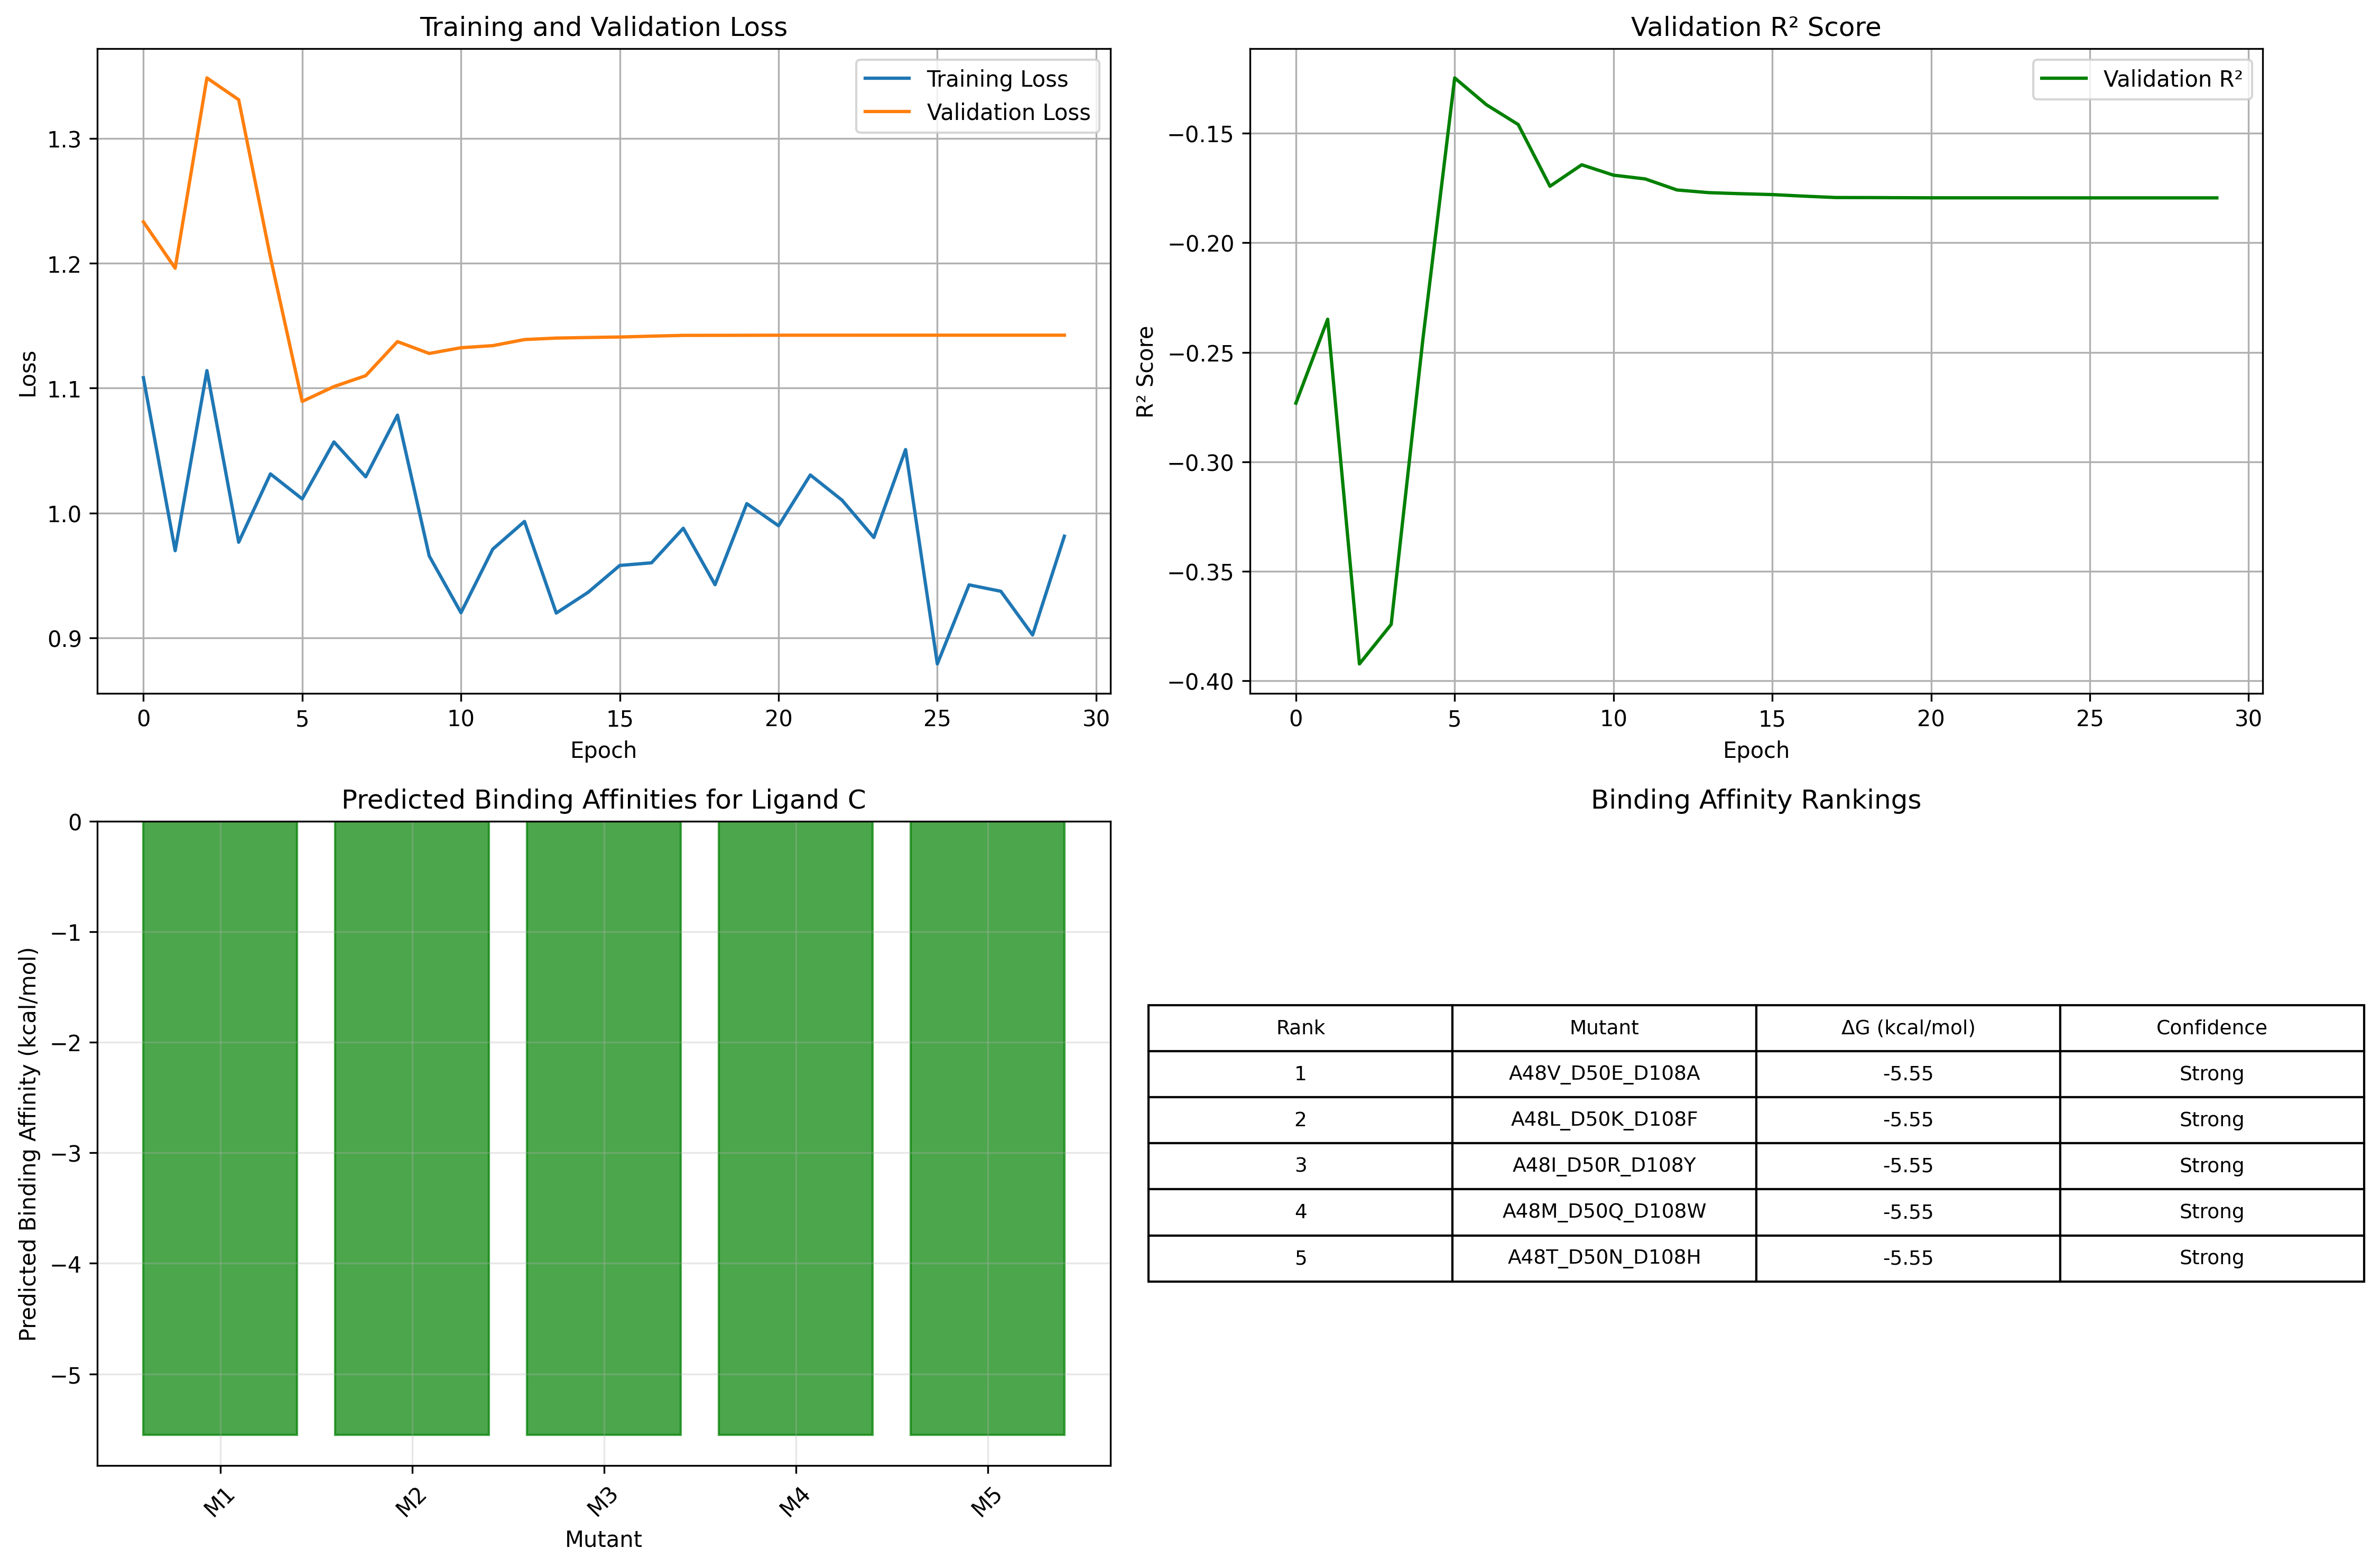 Training and Validation Loss
Training Loss
Validation Loss
Loss
1.3
1.2
1.1
1.0
0.9
0 5 10 15 20 25 30
Epoch
Validation R² Score
Validation R²
R² Score
−0.15
−0.20
−0.25
−0.30
−0.35
−0.40
0 5 10 15 20 25 30
Epoch
Predicted Binding Affinities for Ligand C
Predicted Binding Affinity (kcal/mol)
0
−1
−2
−3
−4
−5
M1 M2 M3 M4 M5
Mutant
Binding Affinity Rankings
Rank Mutant ΔG (kcal/mol) Confidence
1 A48V_D50E_D108A -5.55 Strong
2 A48L_D50K_D108F -5.55 Strong
3 A48I_D50R_D108Y -5.55 Strong
4 A48M_D50Q_D108W -5.55 Strong
5 A48T_D50N_D108H -5.55 Strong